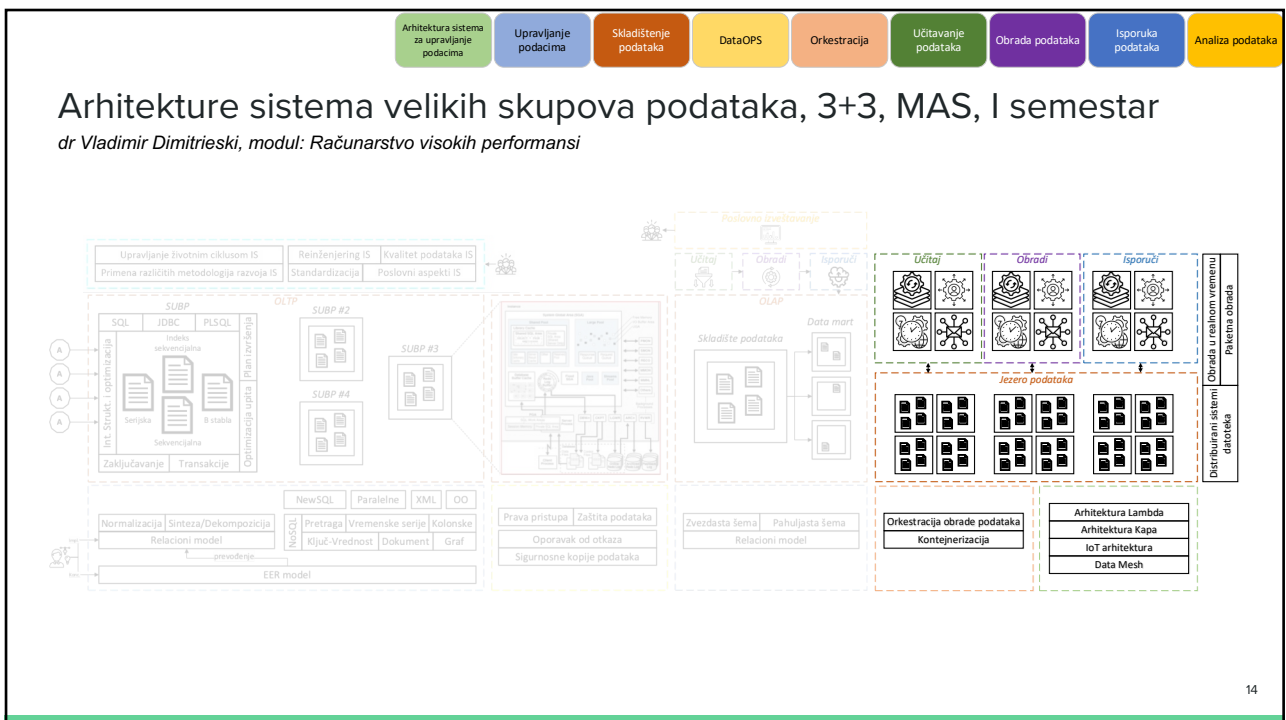 Arhitektura sistema
za upravljanje
podacima
Upravljanje
podacima
Skladištenje
podataka
DataOPS
Orkestracija
Učitavanje
podataka
Obrada podataka
Isporuka
podataka
Analiza podataka
Arhitekture sistema velikih skupova podataka, 3+3, MAS, I semestar
dr Vladimir Dimitrieski, modul: Računarstvo visokih performansi
Poslovno izveštavanje
Upravljanje životnim ciklusom IS
Reinženjering IS
Kvalitet podataka IS
Primena različitih metodologija razvoja IS
Standardizacija
Poslovni aspekti IS
Učitaj
Obradi
Isporuči
OLTP
SUBP
SQL
JDBC
PLSQL
Int. Strukt. i optimizacija
Indeks
sekvencijalna
Serijska
B stabla
Sekvencijalna
Plan izvršenja
Optimizacija upita
Zaključavanje
Transakcije
A
A
A
A
SUBP #2
SUBP #3
SUBP #4
OLAP
Skladište podataka
Data mart
Učitaj
Obradi
Isporuči
Jezero podataka
Obrada u realnom vremenu
Paketna obrada
Distribuirani sistemi
datoteka
NewSQL
Paralelne
XML
OO
Normalizacija
Sinteza/Dekompozicija
Relacioni model
NoSQL
Pretraga
Vremenske serije
Kolonske
Ključ-Vrednost
Dokument
Graf
prevođenje
EER model
Prava pristupa
Zaštita podataka
Oporavak od otkaza
Sigurnosne kopije podataka
Zvezdasta šema
Pahuljasta šema
Relacioni model
Orkestracija obrade podataka
Kontejnerizacija
Arhitektura Lambda
Arhitektura Kapa
IoT arhitektura
Data Mesh
14